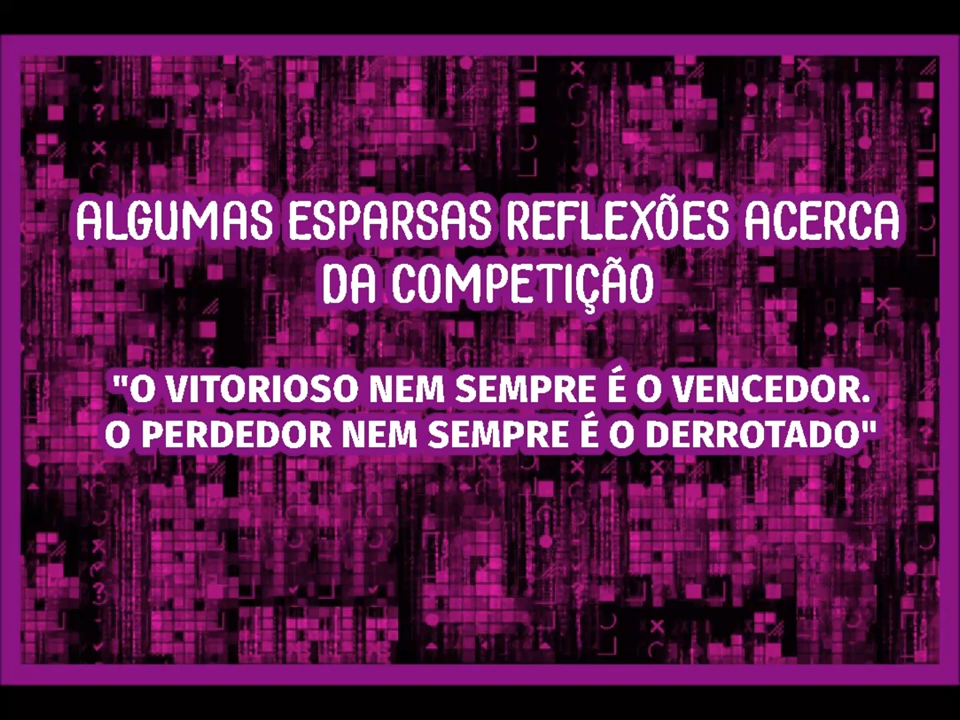 ALGUMAS ESPARSAS REFLEXÕES ACERCA
DA COMPETIÇÃO
"O VITORIOSO NEM SEMPRE É O VENCEDOR.
O PERDEDOR NEM SEMPRE É O DERROTADO"